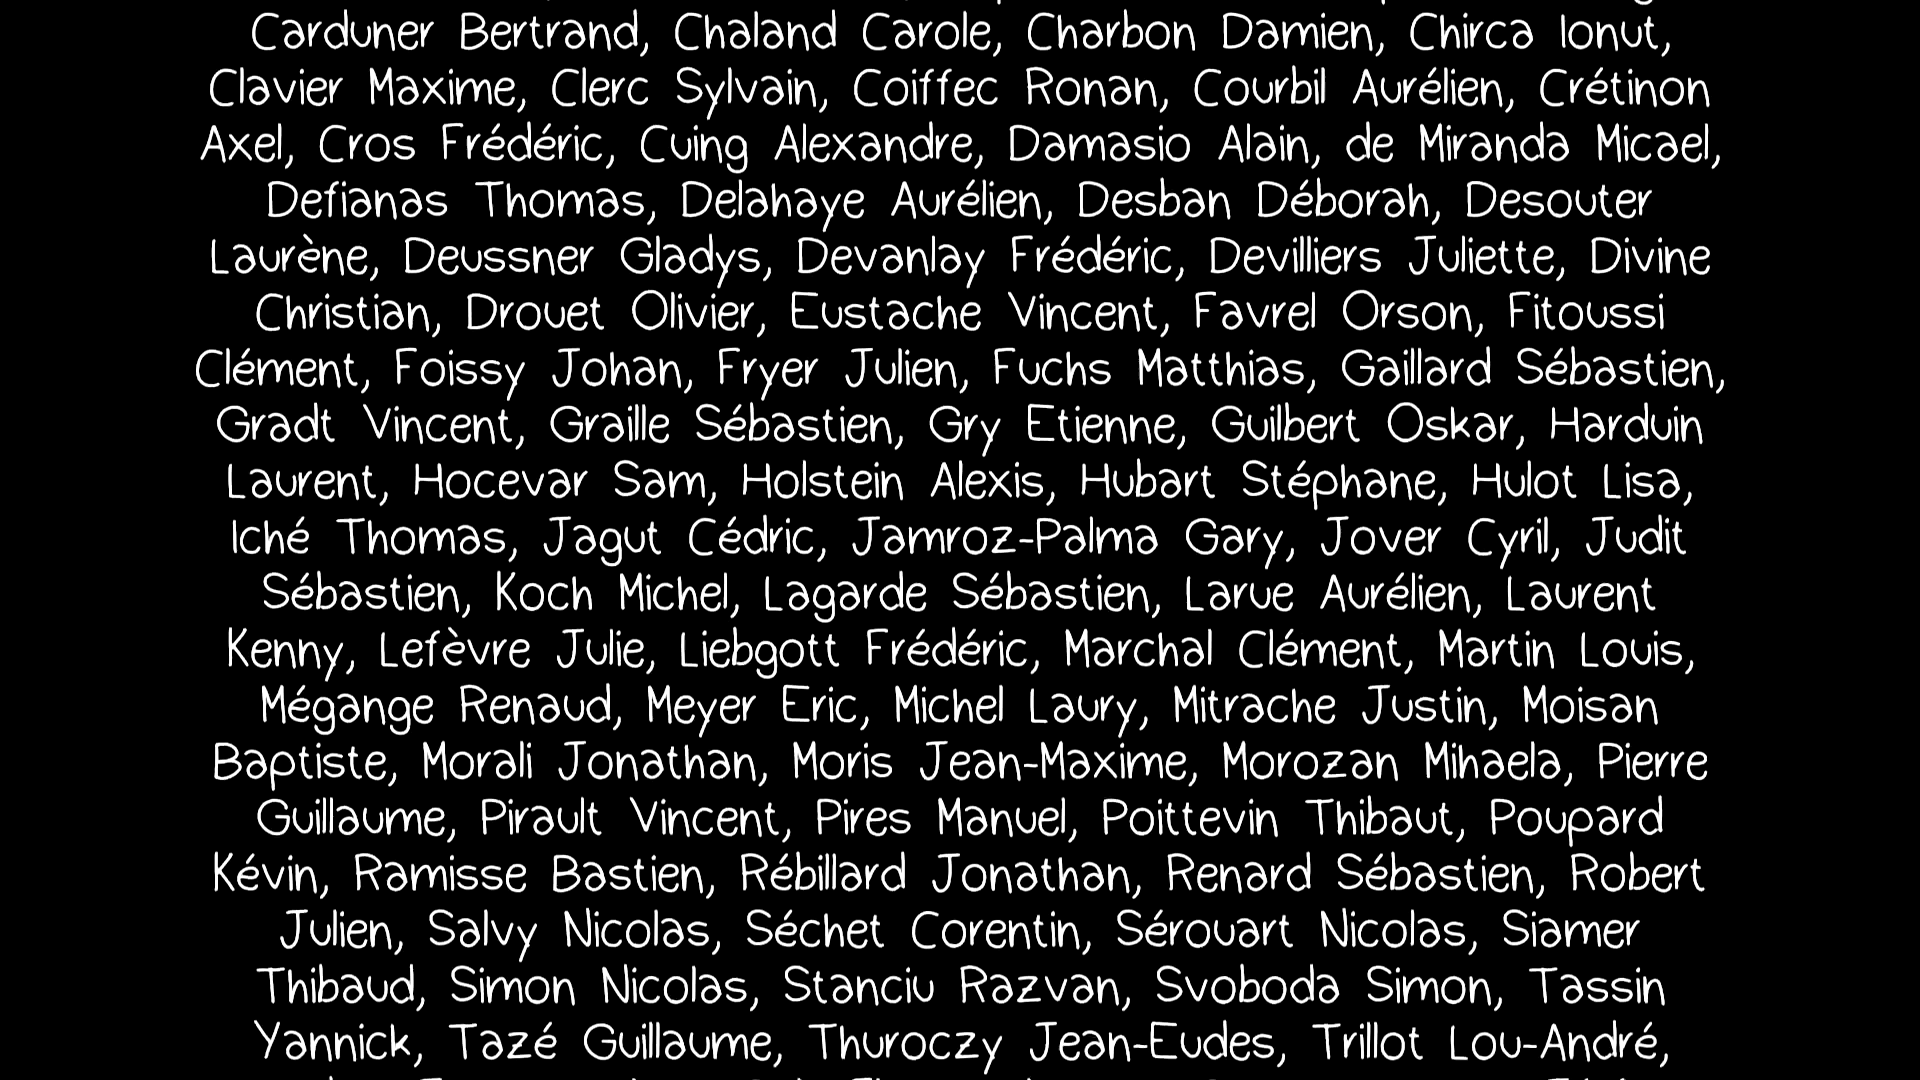 Carduner Bertrand, Chaland Carole, Charbon Damien, Chirca Ionut,
Clavier Maxime, Clerc Sylvain, Coiffec Ronan, Courbil Aurélien, Crétinon
Axel, Cros Frédéric, Cuing Alexandre, Damasio Alain, de Miranda Micael,
Defianas Thomas, Delahaye Aurélien, Desban Déborah, Desouter
Laurène, Deussner Gladys, Devanlay Frédéric, Devilliers Juliette, Divine
Christian, Drouet Olivier, Eustache Vincent, Favrel Orson, Fitoussi
Clément, Foissy Johan, Fryer Julien, Fuchs Matthias, Gaillard Sébastien,
Gradt Vincent, Graille Sébastien, Gry Etienne, Guilbert Oskar, Harduin
Laurent, Hocevar Sam, Holstein Alexis, Hubart Stéphane, Hulot Lisa,
Iché Thomas, Jagut Cédric, Jamroz-Palma Gary, Jover Cyril, Judit
Sébastien, Koch Michel, Lagarde Sébastien, Larue Aurélien, Laurent
Kenny, Lefèvre Julie, Liebgott Frédéric, Marchal Clément, Martin Louis,
Mégange Renaud, Meyer Eric, Michel Laury, Mitrache Justin, Moisan
Baptiste, Morali Jonathan, Moris Jean-Maxime, Morozan Mihaela, Pierre
Guillaume, Pirault Vincent, Pires Manuel, Poittevin Thibaut, Poupard
Kévin, Ramisse Bastien, Rébillard Jonathan, Renard Sébastien, Robert
Julien, Salvy Nicolas, Séchet Corentin, Sérouart Nicolas, Siamer
Thibaud, Simon Nicolas, Stanciu Razvan, Svoboda Simon, Tassin
Yannick, Tazé Guillaume, Thuroczy Jean-Eudes, Trillot Lou-André,